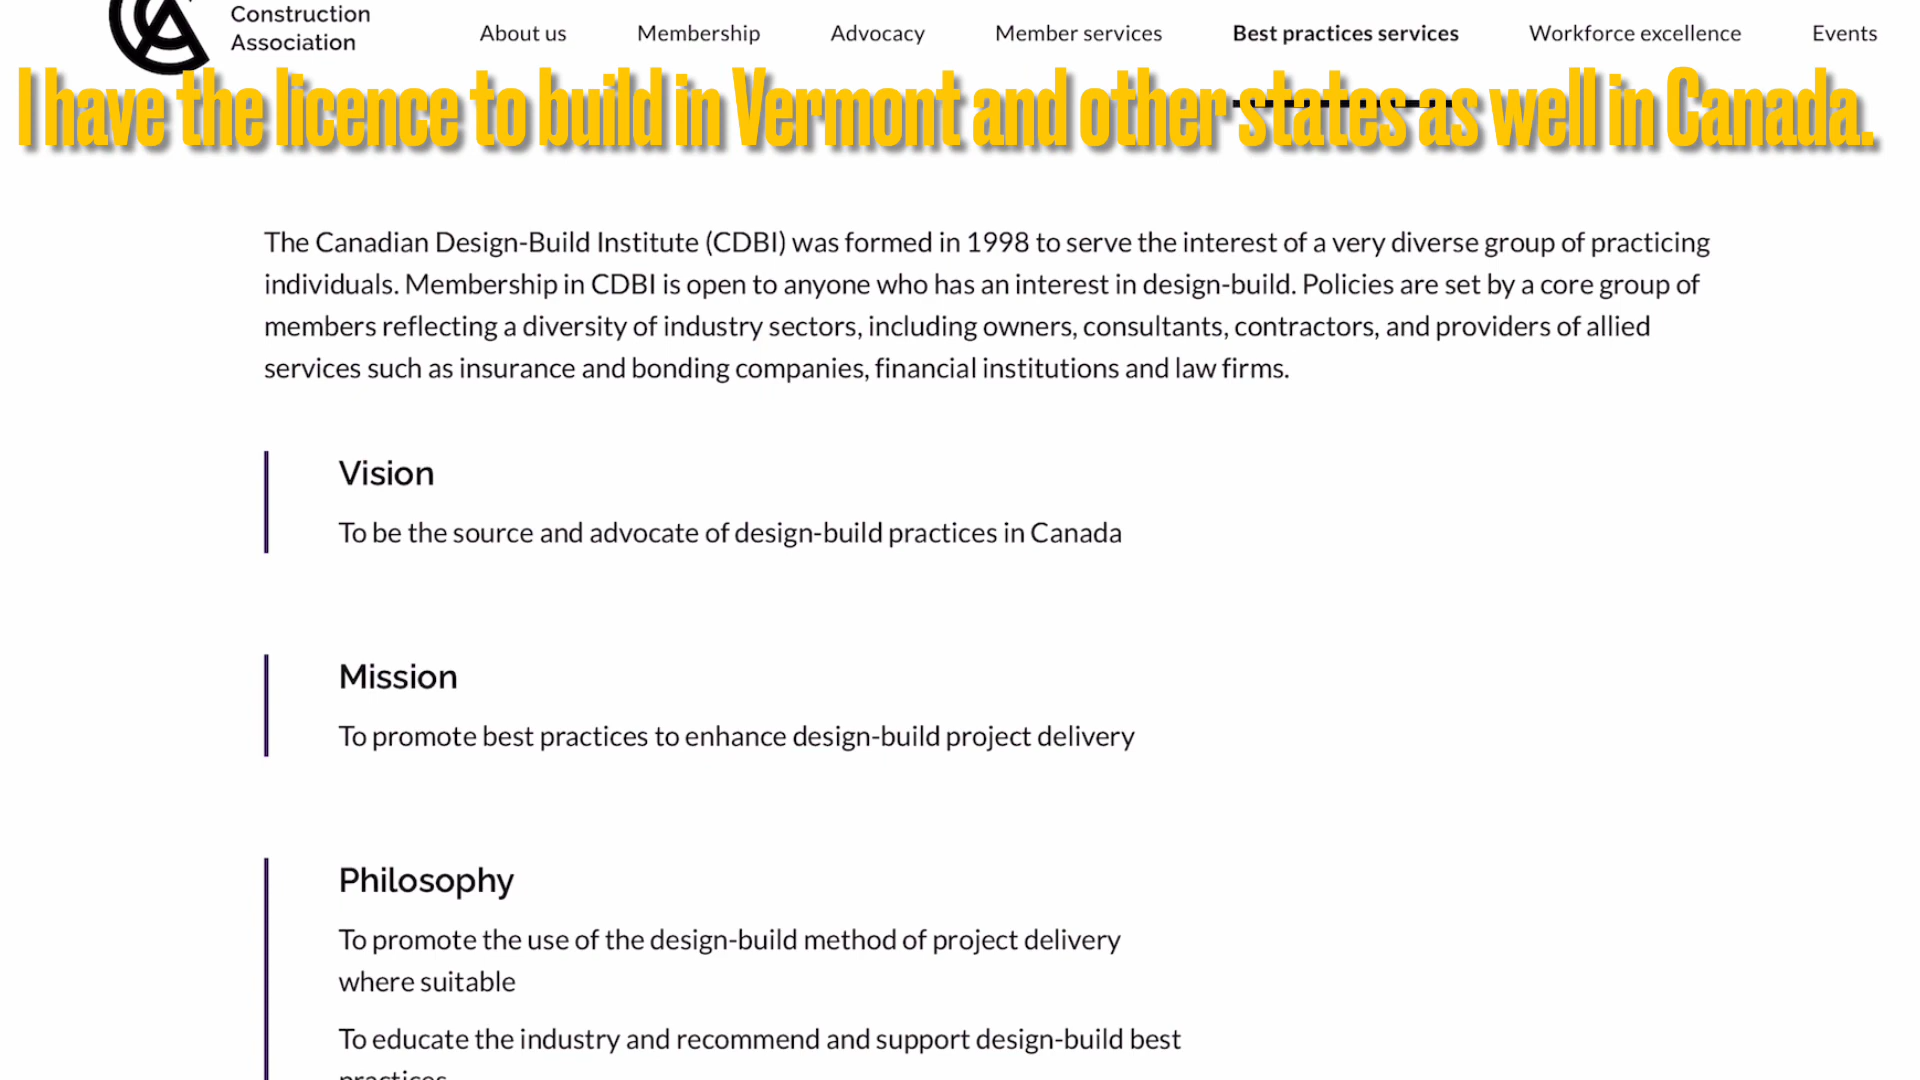 Construction
Association
About us Membership Advocacy Member services Best practices services Workforce excellence Events
I have the licence to build in Vermont and other states as well in Canada.
The Canadian Design-Build Institute (CDBI) was formed in 1998 to serve the interest of a very diverse group of practicing
individuals. Membership in CDBI is open to anyone who has an interest in design-build. Policies are set by a core group of
members reflecting a diversity of industry sectors, including owners, consultants, contractors, and providers of allied
services such as insurance and bonding companies, financial institutions and law firms.
Vision
To be the source and advocate of design-build practices in Canada
Mission
To promote best practices to enhance design-build project delivery
Philosophy
To promote the use of the design-build method of project delivery
where suitable
To educate the industry and recommend and support design-build best
practices